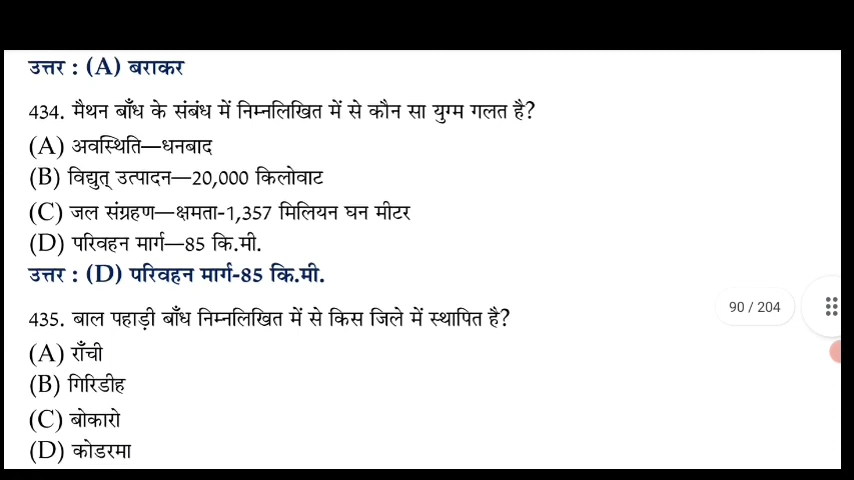 उत्तर : (A) बराकर
434. मैथन बाँध के संबंध में निम्नलिखित में से कौन सा युग्म गलत है?
(A) अवस्थिति—धनबाद
(B) विद्युत् उत्पादन—20,000 किलोवाट
(C) जल संग्रहण—क्षमता-1,357 मिलियन घन मीटर
(D) परिवहन मार्ग—85 कि.मी.
उत्तर : (D) परिवहन मार्ग-85 कि.मी.
435. बाल पहाड़ी बाँध निम्नलिखित में से किस जिले में स्थापित है?
90 / 204
(A) राँची
(B) गिरिडीह
(C) बोकारो
(D) कोडरमा